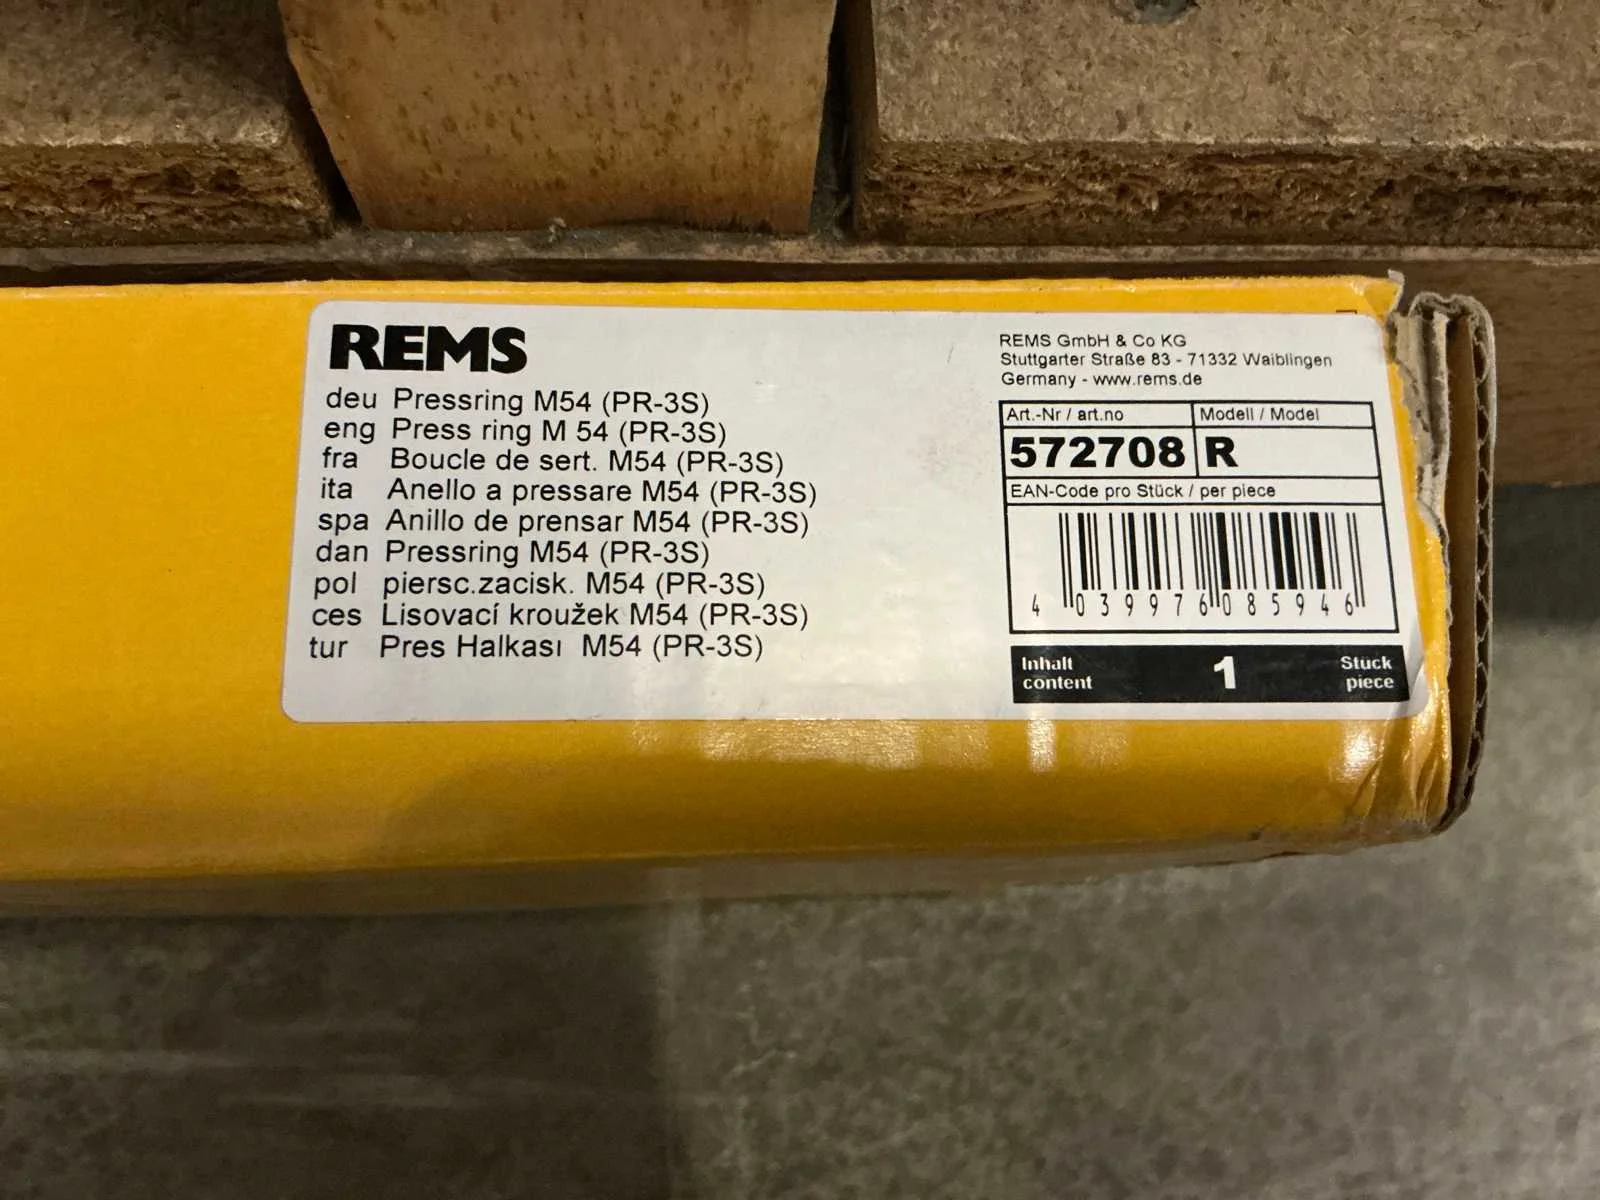 REMS
deu Pressring M54 (PR-3S)
eng Press ring M 54 (PR-3S)
fra Boucle de sert. M54 (PR-3S)
ita Anello a pressare M54 (PR-3S)
spa Anillo de prensar M54 (PR-3S)
dan Pressring M54 (PR-3S)
pol piersc.zacisk. M54 (PR-3S)
ces Lisovací kroužek M54 (PR-3S)
tur Pres Halkası M54 (PR-3S)
REMS GmbH & Co KG
Stuttgarter Straße 83 - 71332 Waiblingen
Germany - www.rems.de
Art.-Nr / art.no Modell / Model
572708 R
EAN-Code pro Stück / per piece
4 039976 085946
Inhalt 1 Stück
content piece